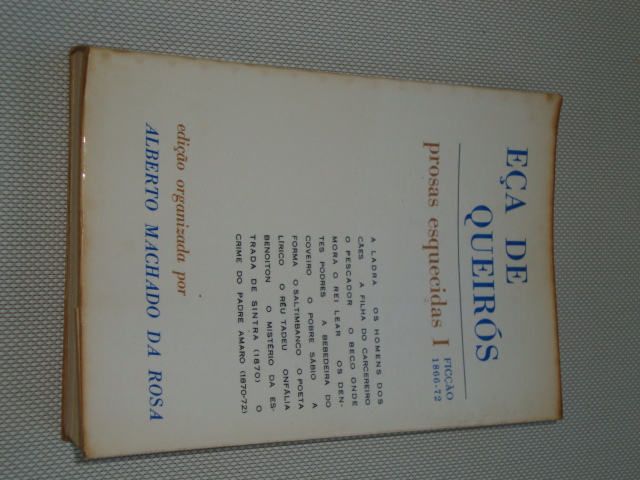 EÇA DE
QUEIRÓS
prosas esquecidas I
FICÇÃO
1866-72
A LADRA OS HOMENS DOS
CÃES A FILHA DO CARCEREIRO
O PESCADOR O BECO ONDE
MORA O REI LEAR OS DEN-
TES PODRES A BEBEDEIRA DO
COVEIRO O POBRE SÁBIO A
FORMA O SALTIMBANCO O POETA
LÍRICO O RÉU TADEU ONFÁLIA
BENOITON O MISTÉRIO DA ES-
TRADA DE SINTRA (1870) O
CRIME DO PADRE AMARO (1870-72)
edição organizada por
ALBERTO MACHADO DA ROSA